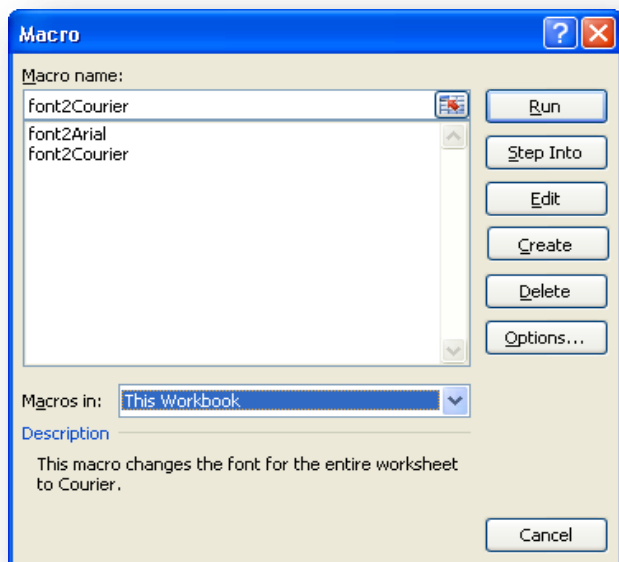 Macro
Macro name:
font2Courier
Run
font2Arial
font2Courier
Step Into
Edit
Create
Delete
Options...
Macros in: This Workbook
Description
This macro changes the font for the entire worksheet
to Courier.
Cancel